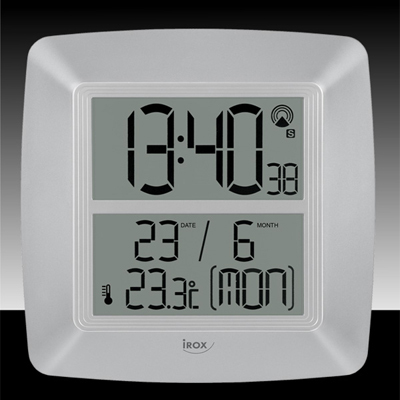 13:40 38
S
DATE MONTH
23 / 6
23.3°C (MON)
iROX